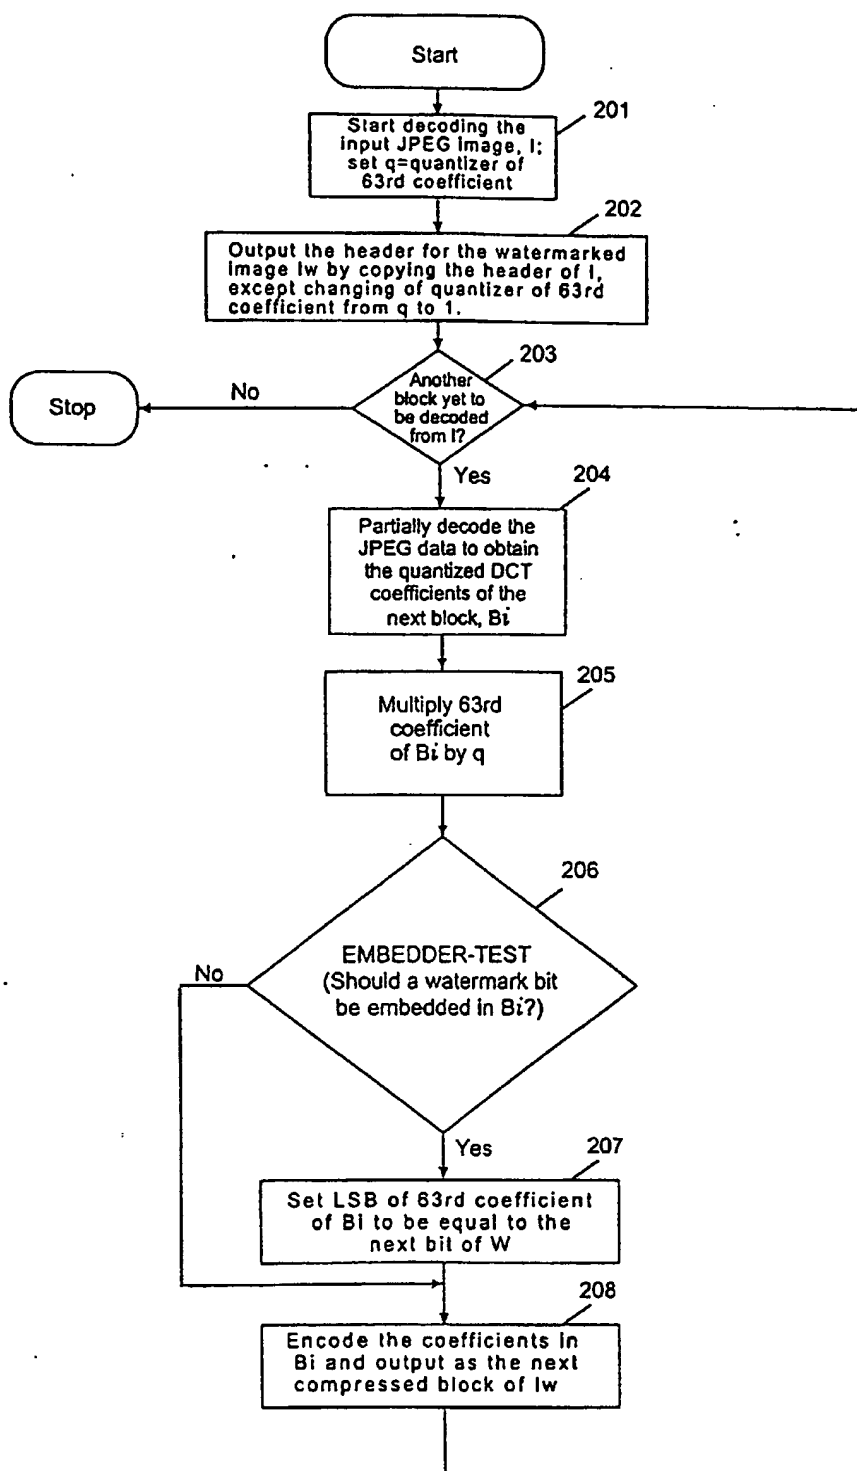 Start
201
Start decoding the
input JPEG image, I;
set q=quantizer of
63rd coefficient
202
Output the header for the watermarked
image Iw by copying the header of I,
except changing of quantizer of 63rd
coefficient from q to 1.
203
Another
block yet to
be decoded
from I?
No
Stop
Yes
204
Partially decode the
JPEG data to obtain
the quantized DCT
coefficients of the
next block, Bi
205
Multiply 63rd
coefficient
of Bi by q
206
EMBEDDER-TEST
(Should a watermark bit
be embedded in Bi?)
No
Yes
207
Set LSB of 63rd coefficient
of Bi to be equal to the
next bit of W
208
Encode the coefficients in
Bi and output as the next
compressed block of Iw